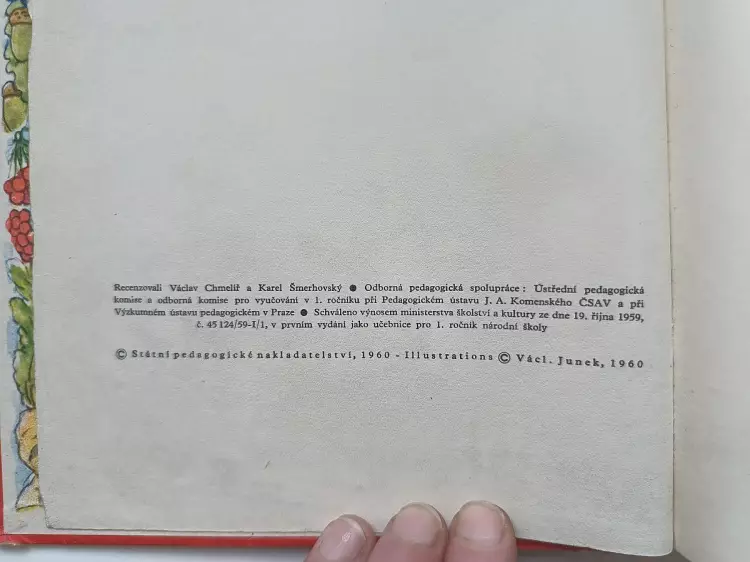 Recenzovali Václav Chmelíř a Karel Šmerhovský ● Odborná pedagogická spolupráce: Ústřední pedagogická
komise a odborná komise pro vyučování v 1. ročníku při Pedagogickém ústavu J. A. Komenského ČSAV a při
Výzkumném ústavu pedagogickém v Praze ● Schváleno výnosem ministerstva školství a kultury ze dne 19. října 1959,
č. 45 124/59-I/1, v prvním vydání jako učebnice pro 1. ročník národní školy
© Státní pedagogické nakladatelství, 1960 - Illustrations © Václ. Junek, 1960